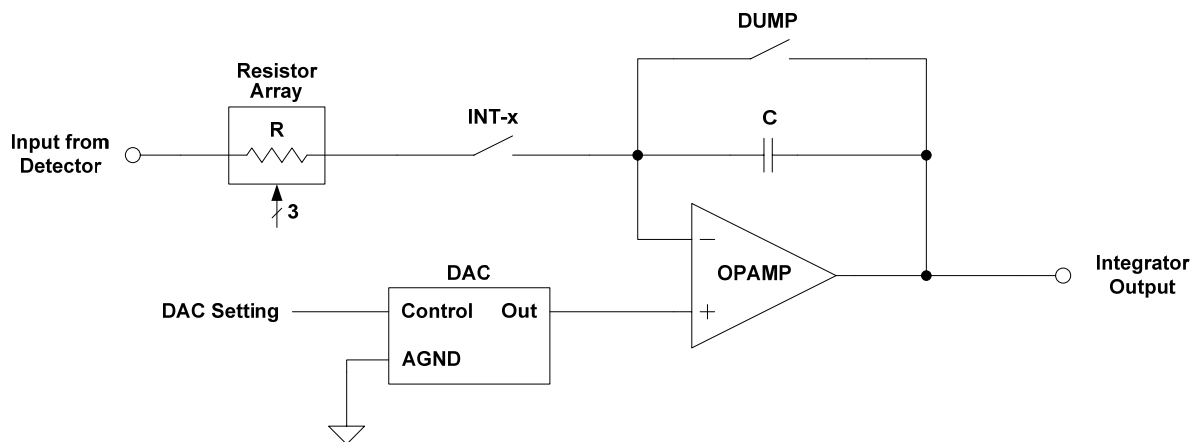 DUMP
Resistor
Array
R
INT-x
C
Input from
Detector
3
−
OPAMP
+
Integrator
Output
DAC
DAC Setting
Control Out
AGND